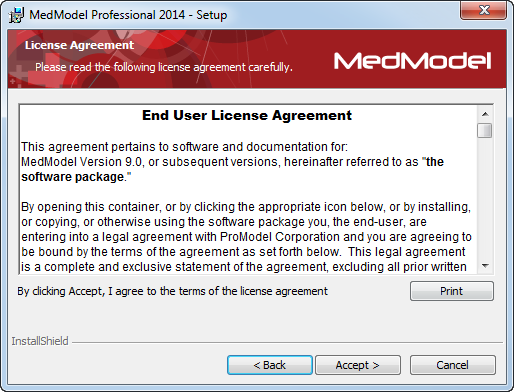 MedModel Professional 2014 - Setup
License Agreement
Please read the following license agreement carefully.
MEDMODEL
End User License Agreement
This agreement pertains to software and documentation for:
MedModel Version 9.0, or subsequent versions, hereinafter referred to as "the
software package."
By opening this container, or by clicking the appropriate icon below, or by installing,
or copying, or otherwise using the software package you, the end-user, are
entering into a legal agreement with ProModel Corporation and you are agreeing to
be bound by the terms of the agreement as set forth below.  This legal agreement
is a complete and exclusive statement of the agreement, excluding all prior written
By clicking Accept, I agree to the terms of the license agreement
Print
InstallShield
< Back
Accept >
Cancel